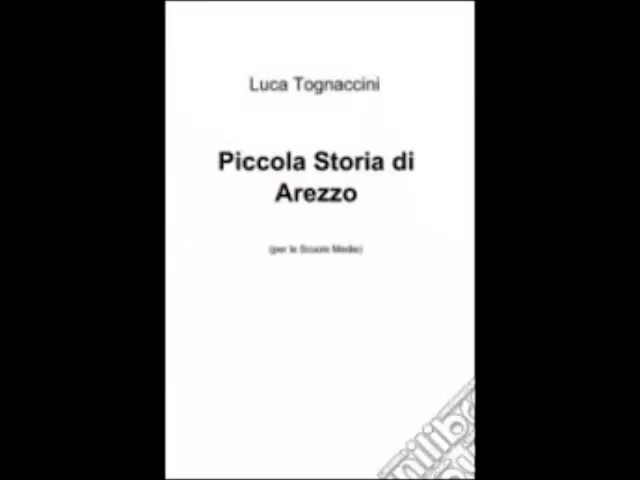 Luca Tognaccini
Piccola Storia di
Arezzo
(per le Scuole Medie)